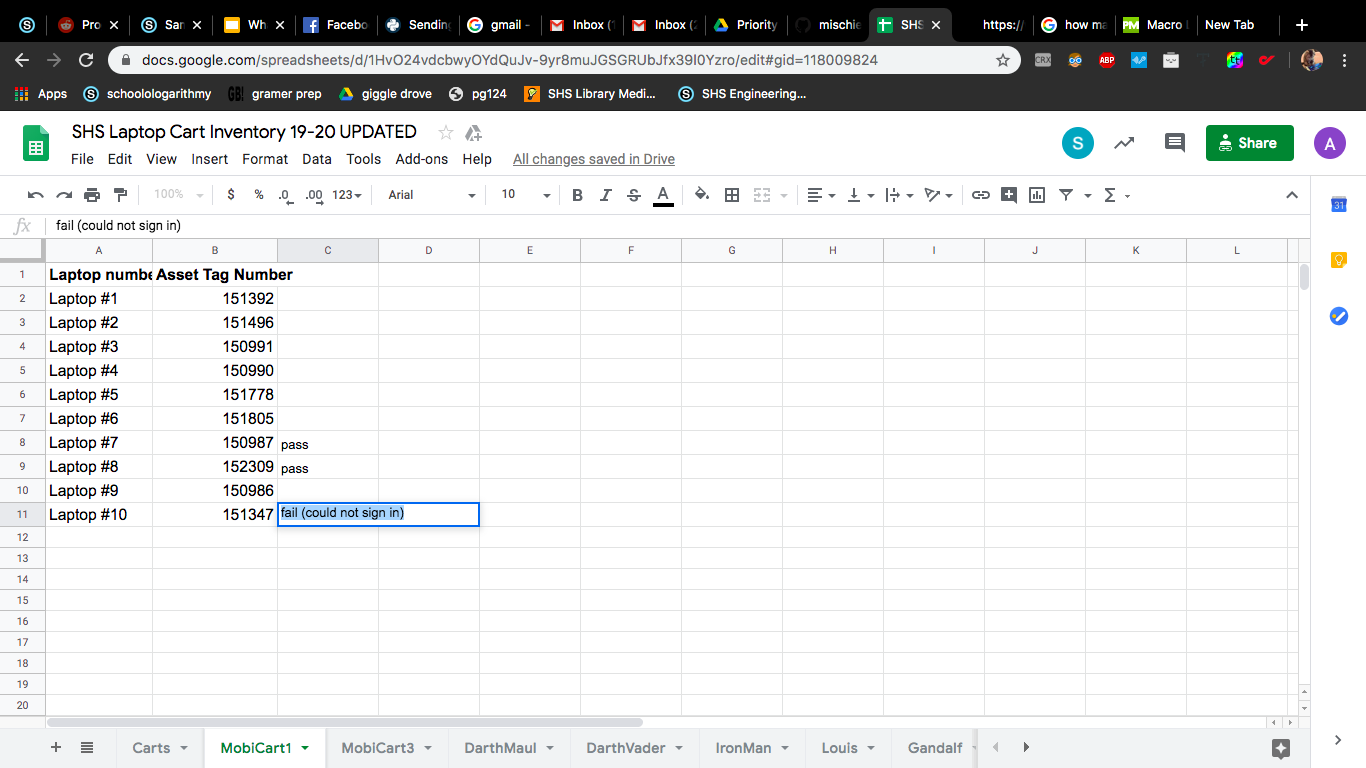 Pro
Sar
Wh
Facebo
Sending
gmail -
Inbox (
Inbox (
Priority
mischie
SHS
https://
how ma
Macro
New Tab
docs.google.com/spreadsheets/d/1HvO24vdcbwyOYdQuJv-9yr8muJGSGRUbJfx39I0Yzro/edit#gid=118009824
CRX
ABP
Apps
schoolologarithmy
GB!
gramer prep
giggle drove
pg124
SHS Library Medi...
SHS Engineering...
SHS Laptop Cart Inventory 19-20 UPDATED
File Edit View Insert Format Data Tools Add-ons Help All changes saved in Drive
S
Share
A
100% $ % .0 .00 123 Arial 10 B I S A Σ
31
fx fail (could not sign in)
A B C D E F G H I J K L
1 Laptop numbe Asset Tag Number
2 Laptop #1 151392
3 Laptop #2 151496
4 Laptop #3 150991
5 Laptop #4 150990
6 Laptop #5 151778
7 Laptop #6 151805
8 Laptop #7 150987 pass
9 Laptop #8 152309 pass
10 Laptop #9 150986
11 Laptop #10 151347 fail (could not sign in)
12
13
14
15
16
17
18
19
20
+ Carts MobiCart1 MobiCart3 DarthMaul DarthVader IronMan Louis Gandalf